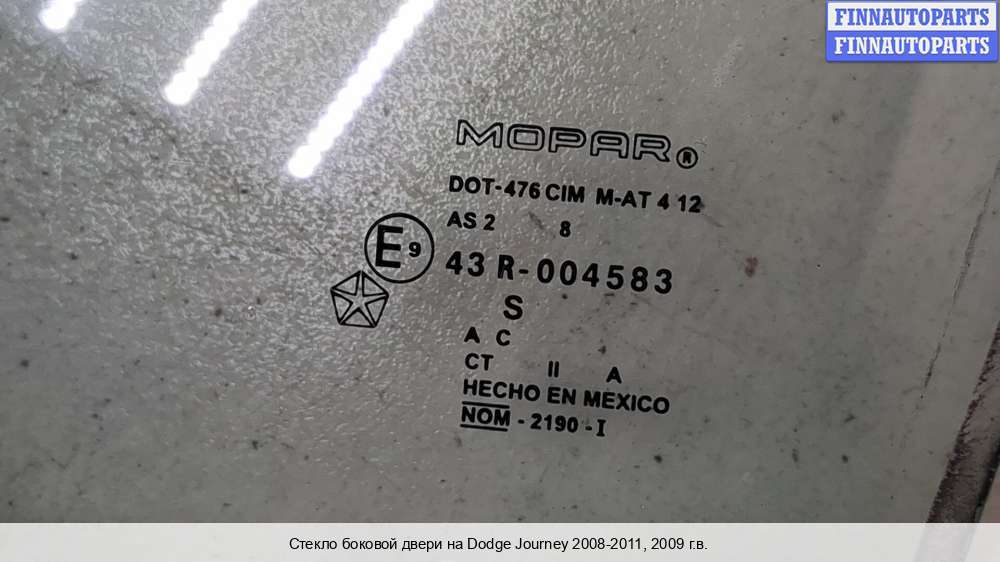 FINNAUTOPARTS
FINNAUTOPARTS
MOPAR®
DOT-476 CIM M-AT 4 12
AS 2 8
E9 43 R-004583
S
A C
CT II A
HECHO EN MEXICO
NOM - 2190 - I
Стекло боковой двери на Dodge Journey 2008-2011, 2009 г.в.